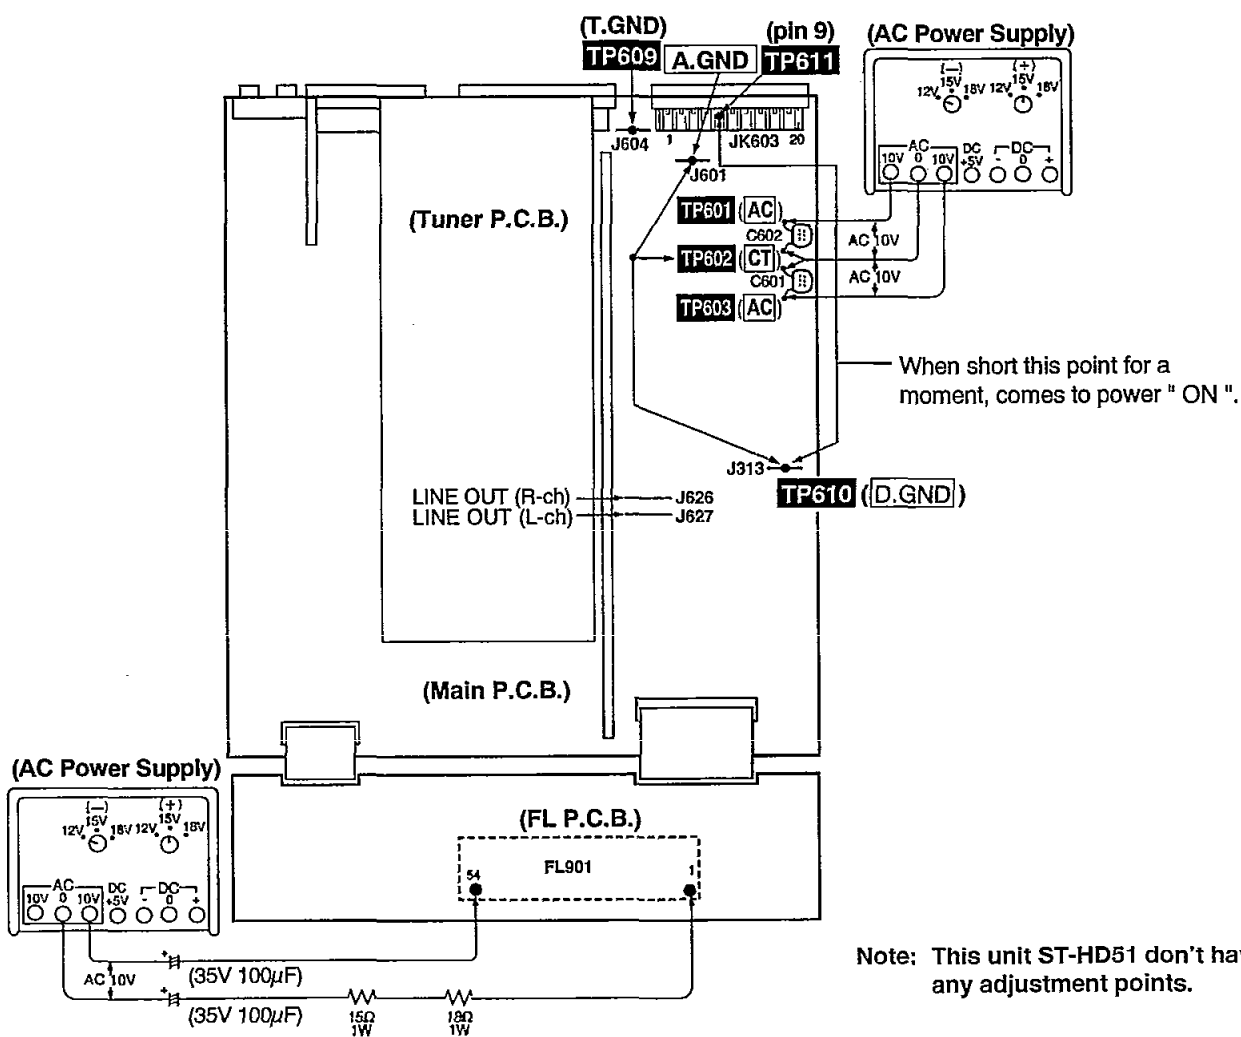 (T.GND)
(pin 9)
(AC Power Supply)
TP609
A.GND
TP611
(—)
15V
12V
18V
(+)
15V
12V
18V
AC
10V 0 10V
DC
+5V
DC
- 0 +
J604
1
JK603
20
J601
(Tuner P.C.B.)
TP601 (AC)
C602
AC 10V
TP602 (CT)
C601
AC 10V
TP603 (AC)
When short this point for a
moment, comes to power " ON ".
J313
TP610 (D.GND)
LINE OUT (R-ch)
J626
LINE OUT (L-ch)
J627
(Main P.C.B.)
(AC Power Supply)
(—)
15V
12V
18V
(+)
15V
12V
18V
AC
10V 0 10V
DC
+5V
DC
- 0 +
(FL P.C.B.)
FL901
54
1
AC 10V
+
(35V 100µF)
+
(35V 100µF)
15Ω
1W
18Ω
1W
Note: This unit ST-HD51 don't ha
any adjustment points.